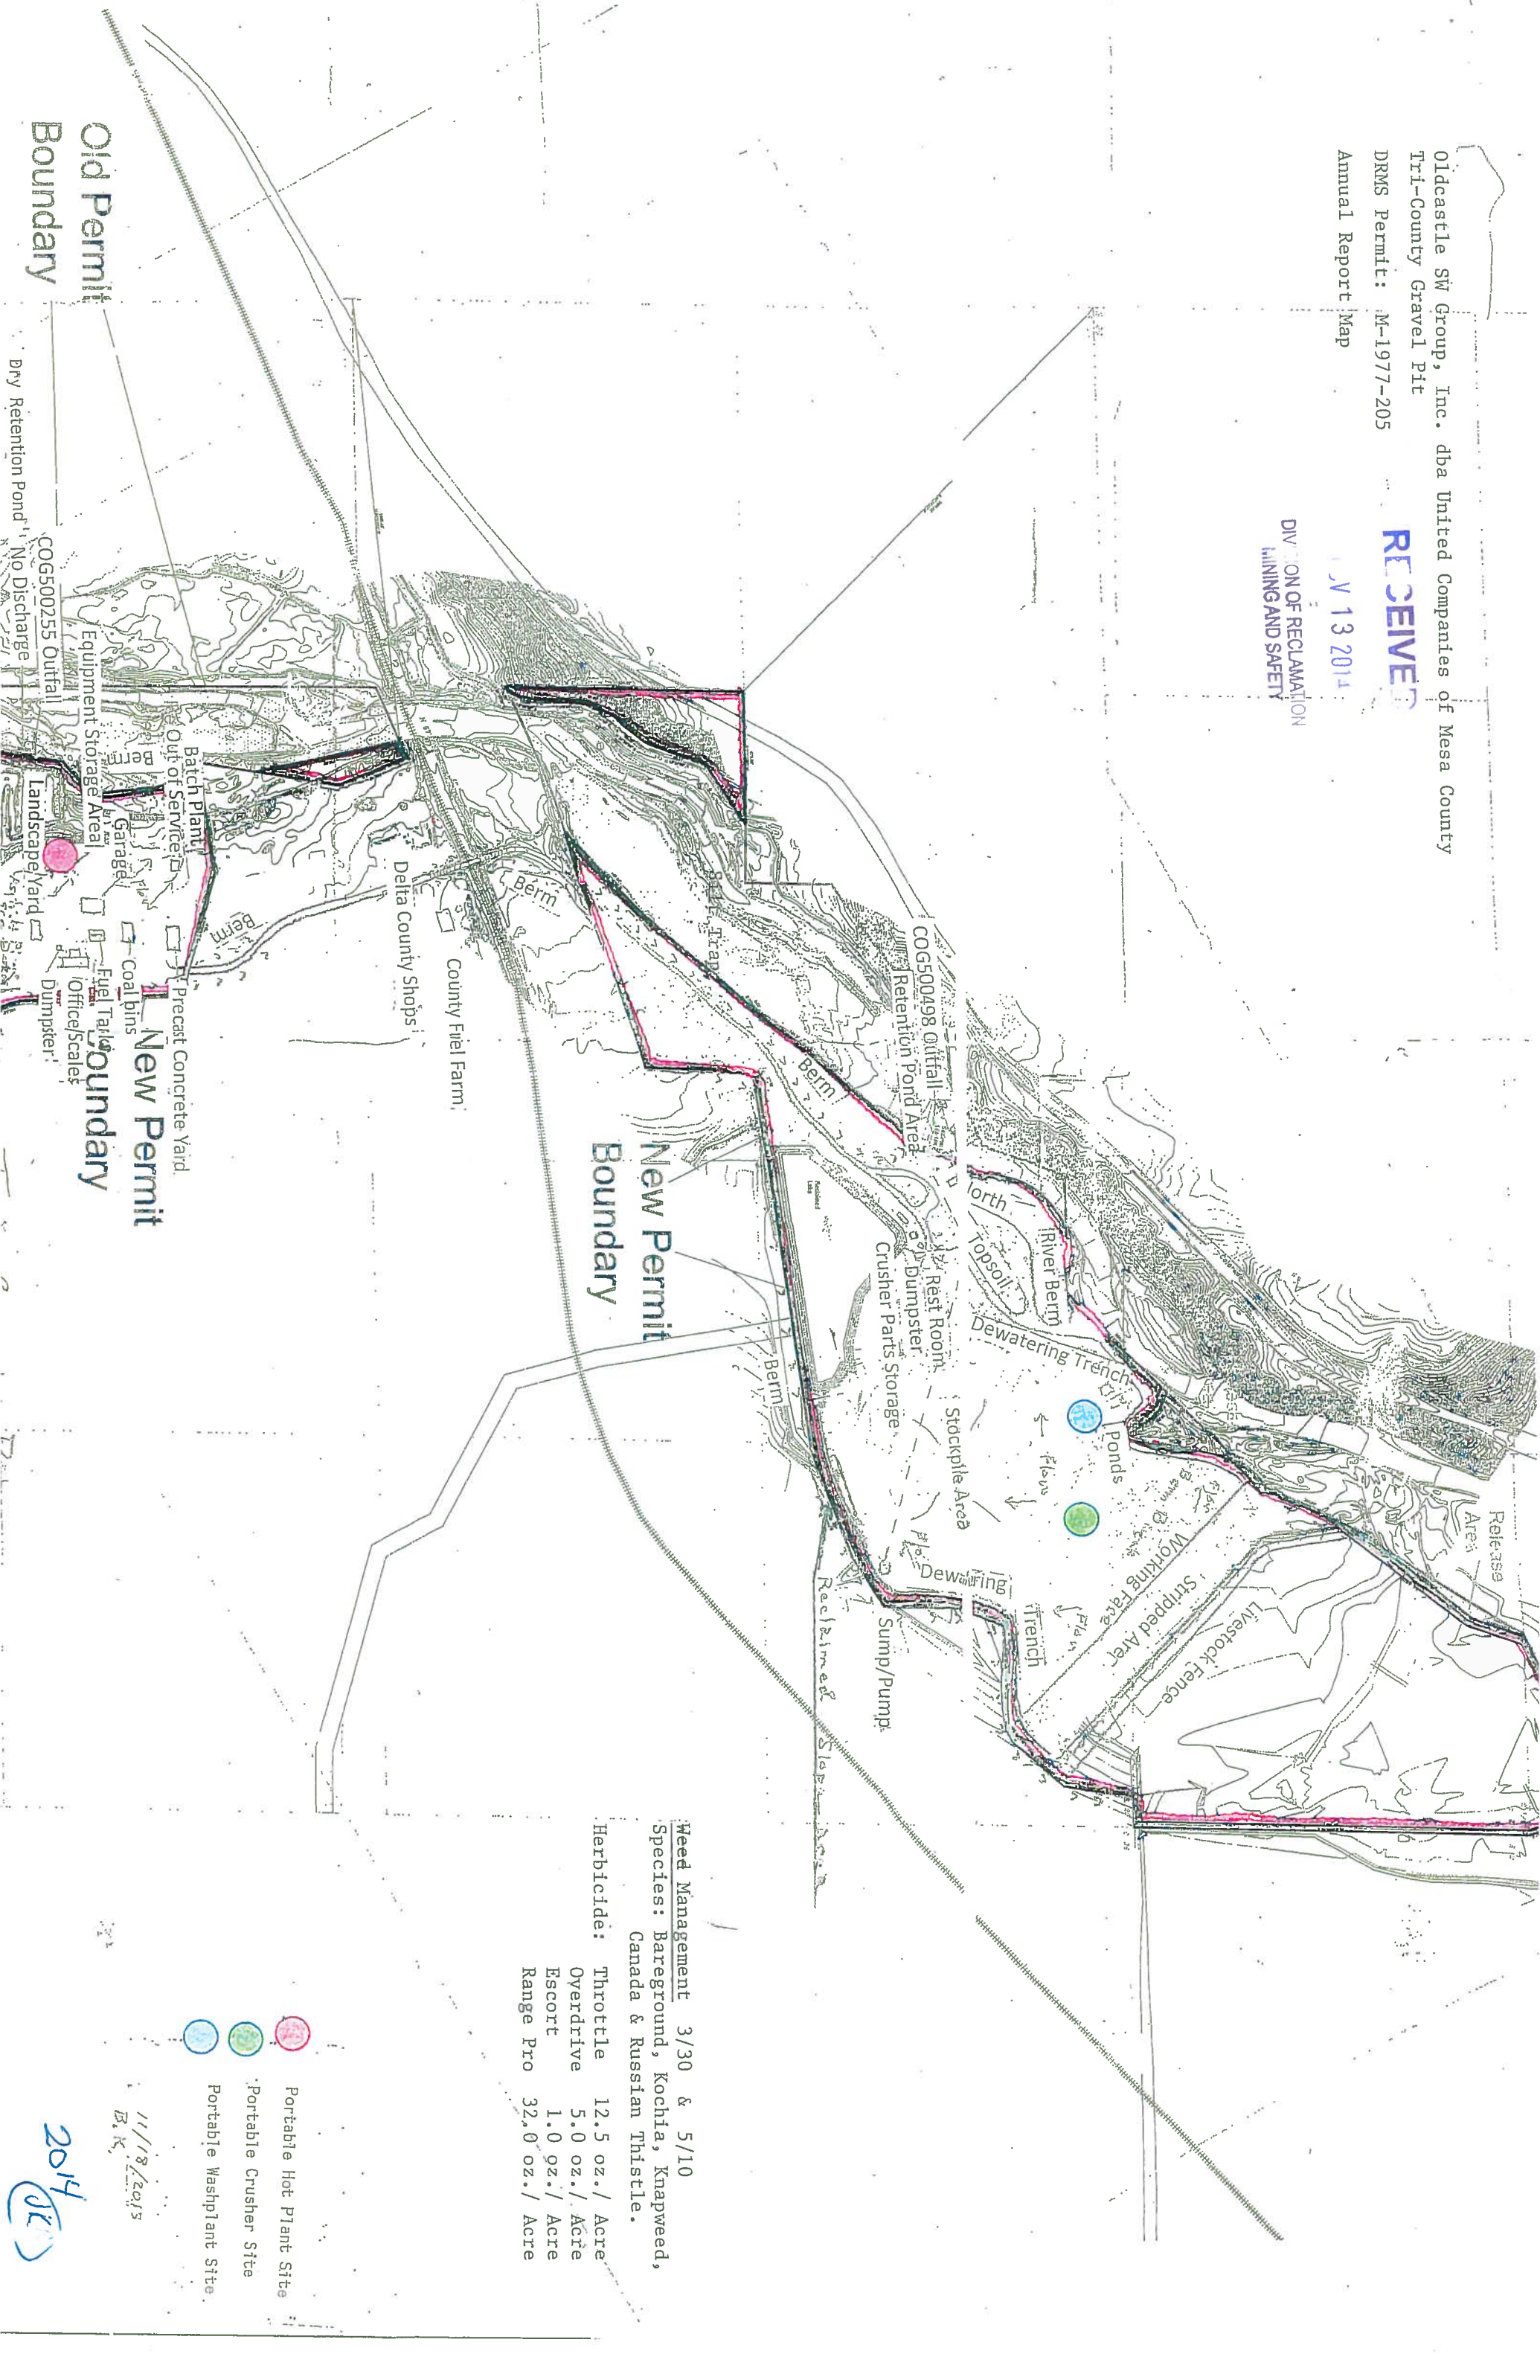 Oldcastle SW Group, Inc. dba United Companies of Mesa County
Tri-County Gravel Pit
DRMS Permit: M-1977-205
Annual Report Map
13 2014
OF RECLAMATION
MINING AND SAFETY
Release
Area
Livestock Fence
Stripped
Working Face
Berm
Flow
Flow
Ponds
Dewatering Trench
River Berm
Topsoil
Flow
Trench
Stockpile Area
Rest Room
Dumpster
Crusher Parts Storage
COG500498 Outfall
Retention Pond Area
Sump/Pump
Reclaimed
Berm
Berm
Berm
New Permit
Boundary
County Fuel Farm
Delta County Shops
Berm
Precast Concrete Yard
New Permit
Batch Plant
Out of Service
Coal bins
Garage
Office/Scales
Dumpster
Equipment Storage Area
Landscape Yard
COG500255 Outfall
Dry Retention Pond
No Discharge
Old Permit
Boundary
Weed Management 3/30 & 5/10
Species: Bareground, Kochia, Knapweed,
Canada & Russian Thistle.
Herbicide: Throttle 12.5 oz./ Acre
Overdrive 5.0 oz./ Acre
Escort 1.0 oz./ Acre
Range Pro 32.0 oz./ Acre
Portable Hot Plant Site
Portable Crusher Site
Portable Washplant Site
B.K.
2014
JK